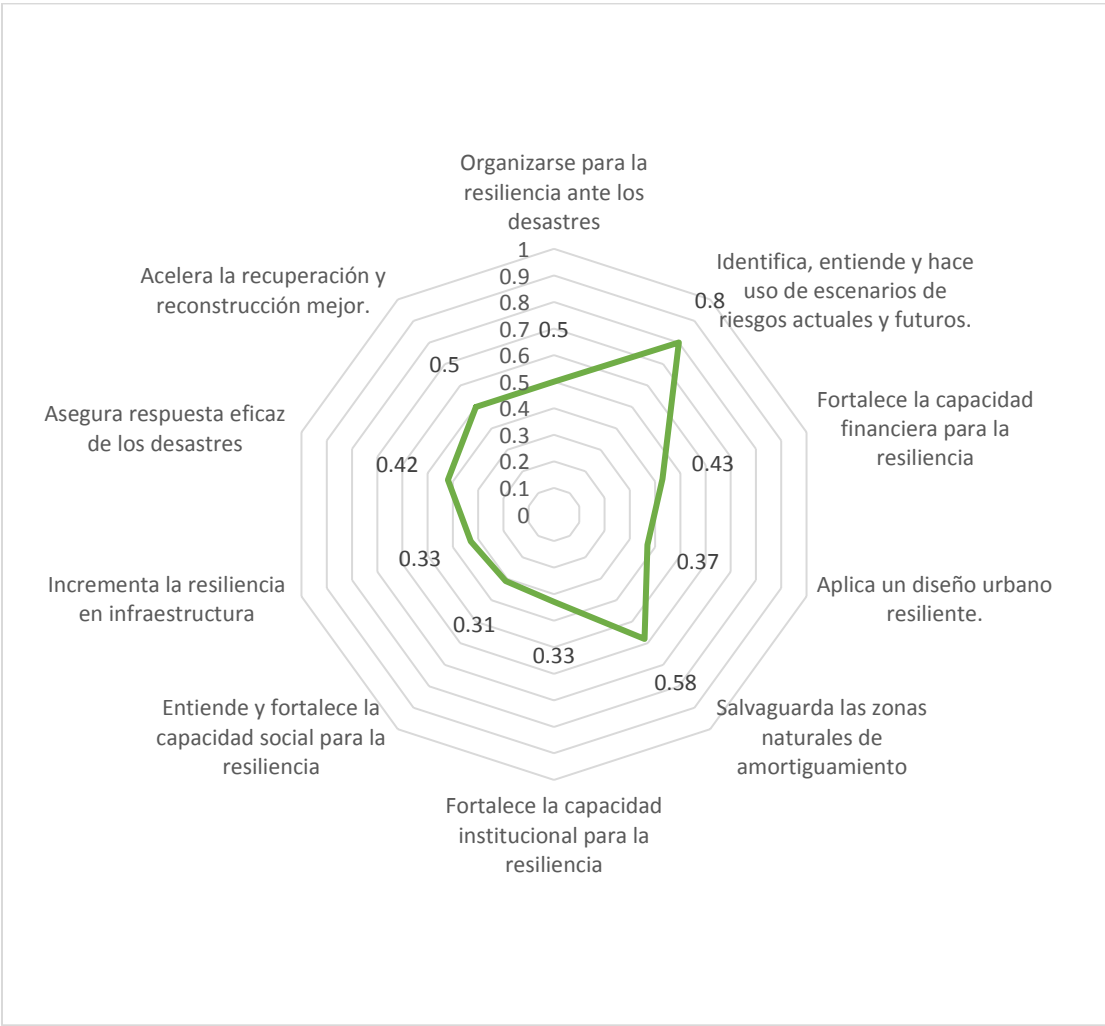 Organizarse para la
resiliencia ante los
desastres
Identifica, entiende y hace
uso de escenarios de
riesgos actuales y futuros.
Fortalece la capacidad
financiera para la
resiliencia
Aplica un diseño urbano
resiliente.
Salvaguarda las zonas
naturales de
amortiguamiento
Fortalece la capacidad
institucional para la
resiliencia
Entiende y fortalece la
capacidad social para la
resiliencia
Incrementa la resiliencia
en infraestructura
Asegura respuesta eficaz
de los desastres
Acelera la recuperación y
reconstrucción mejor.
1
0.9
0.8
0.7
0.6
0.5
0.4
0.3
0.2
0.1
0
0.5
0.8
0.43
0.37
0.58
0.33
0.31
0.33
0.42
0.5